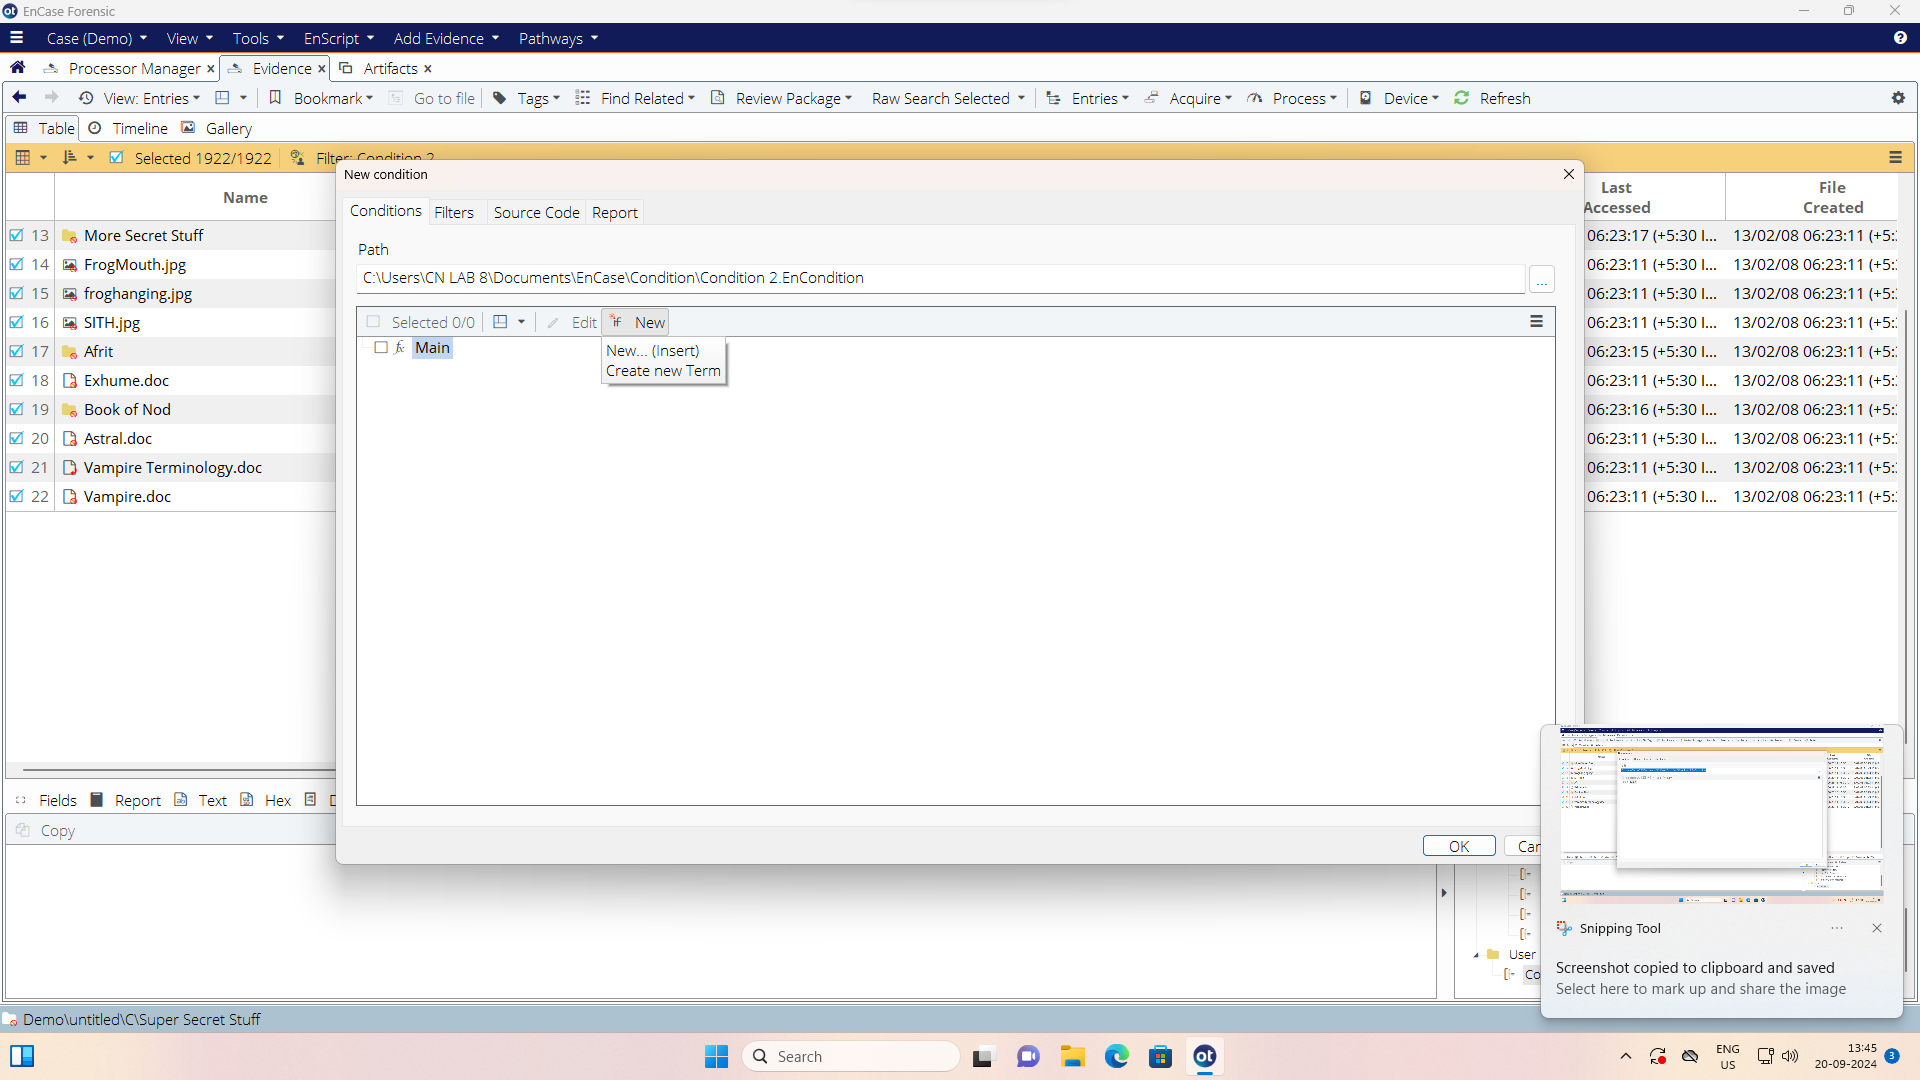 EnCase Forensic
Case (Demo) View Tools EnScript Add Evidence Pathways
Processor Manager Evidence Artifacts
View: Entries Bookmark Go to file Tags Find Related Review Package Raw Search Selected Entries Acquire Process Device Refresh
Table Timeline Gallery
Selected 1922/1922 Filter: Condition 2
Name
Last Accessed
File Created
13 More Secret Stuff 06:23:17 (+5:30 I... 13/02/08 06:23:11 (+5:
14 FrogMouth.jpg 06:23:11 (+5:30 I... 13/02/08 06:23:11 (+5:
15 froghanging.jpg 06:23:11 (+5:30 I... 13/02/08 06:23:11 (+5:
16 SITH.jpg 06:23:11 (+5:30 I... 13/02/08 06:23:11 (+5:
17 Afrit 06:23:15 (+5:30 I... 13/02/08 06:23:11 (+5:
18 Exhume.doc 06:23:11 (+5:30 I... 13/02/08 06:23:11 (+5:
19 Book of Nod 06:23:16 (+5:30 I... 13/02/08 06:23:11 (+5:
20 Astral.doc 06:23:11 (+5:30 I... 13/02/08 06:23:11 (+5:
21 Vampire Terminology.doc 06:23:11 (+5:30 I... 13/02/08 06:23:11 (+5:
22 Vampire.doc 06:23:11 (+5:30 I... 13/02/08 06:23:11 (+5:
New condition
Conditions Filters Source Code Report
Path
C:\Users\CN LAB 8\Documents\EnCase\Condition\Condition 2.EnCondition
...
Selected 0/0 Edit if New
fx Main
New... (Insert)
Create new Term
OK Can
Fields Report Text Hex D
Copy
User
Co
Snipping Tool
Screenshot copied to clipboard and saved
Select here to mark up and share the image
Demo\untitled\C\Super Secret Stuff
Search
ot
ENG
US
13:45
20-09-2024
3